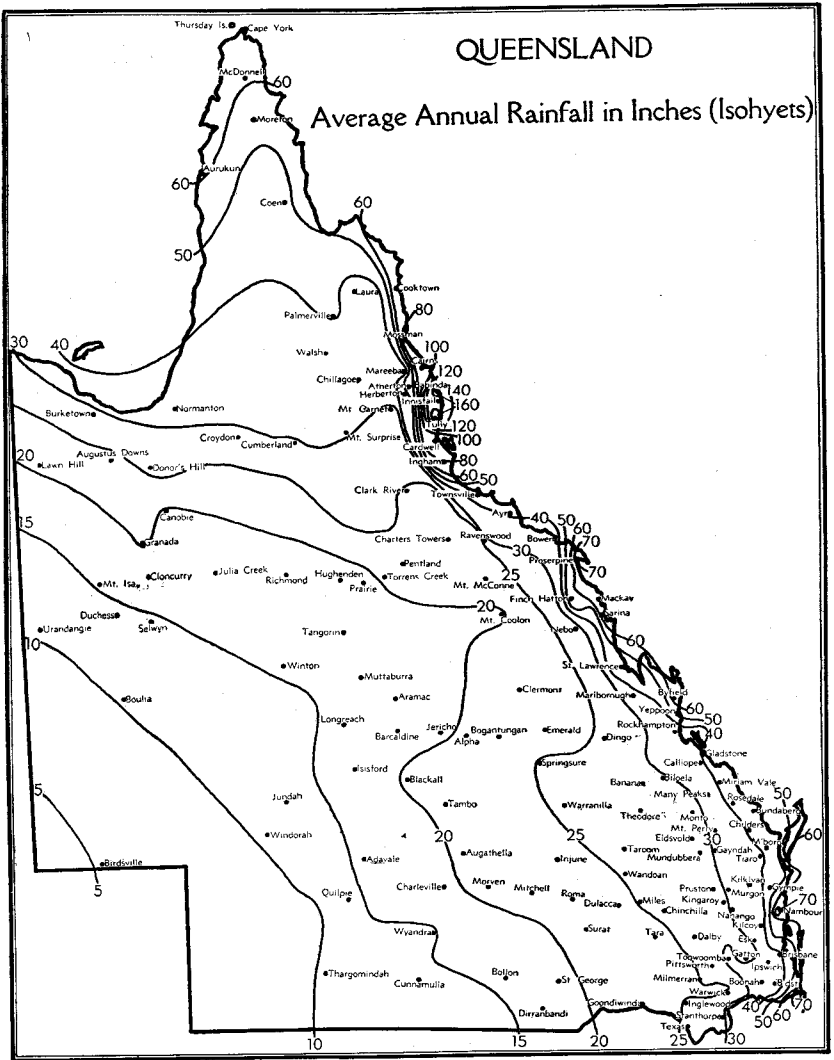 Thursday Is. Cape York
QUEENSLAND
McDonnell
60
Average Annual Rainfall in Inches (Isohyets)
Moreton
Aurukun
60
Coen
60
50
Laura Cooktown
Palmerville
80
Mossman
30 40
100
Walsh
Cairns
Mareeba 120
Chillagoe
Atherton Babinda
140
Herberton
Innisfail
160
Burketown Normanton Mt Garnet
Tully
120
Croydon Cumberland Mt. Surprise
100
Cardwell
Augustus Downs
20 Lawn Hill Donor's Hill
Ingham 80
60 50
Clark River Townsville
Canobie
Ayr 40 50 60
15
70
Granada Charters Towers Ravenswood Bowen
30
Proserpine
Pentland
70
Mt. Isa Cloncurry Julia Creek Richmond Hughenden Prairie Torrens Creek Mt. McConne 25
Finch Hatton Mackay
Duchess Selwyn
20 Mt. Coolon
Sarina
Urandangie Tangorin Nebo
60
10
Winton Muttaburra
St. Lawrence
Bouha Aramac Clermont Marlborough Byfield
Yeppoon 60
50
Longreach Barcaldine Jericho Alpha Bogantungan Emerald Dingo Rockhampton 40
Gladstone
Isisford Springsure Calliope
Blackall Banana Biloela Miriam Vale
5
Jundah Tambo Warranilla Many Peaks Rosedale 50
Theodore Monto Bundaberg
Windorah 20 25 Mt. Perry Childers
Eidsvold 30
60
M'boro
Birdsville Adavale Augathella Injune Taroom Mundubbera Gayndah Tiaro
5
Wandoan Kilkivan
Quilpie Charleville Morven Mitchell Roma Pruston Murgon Gympie
Dulacca Miles Kingaroy 70
Chinchilla Nanango Nambour
Kilcoy
Wyandra Surat Tara Dalby Esk
Toowoomba Gatton Brisbane
Pittsworth Ipswich
Thargomindah Cunnamulla Bollon St George Milmerran Boonah B'dst
Warwick
Dirranbandi Goondiwindi Inglewood 40
Stanthorpe 50 60 70
Texas
10 15 20 25 30